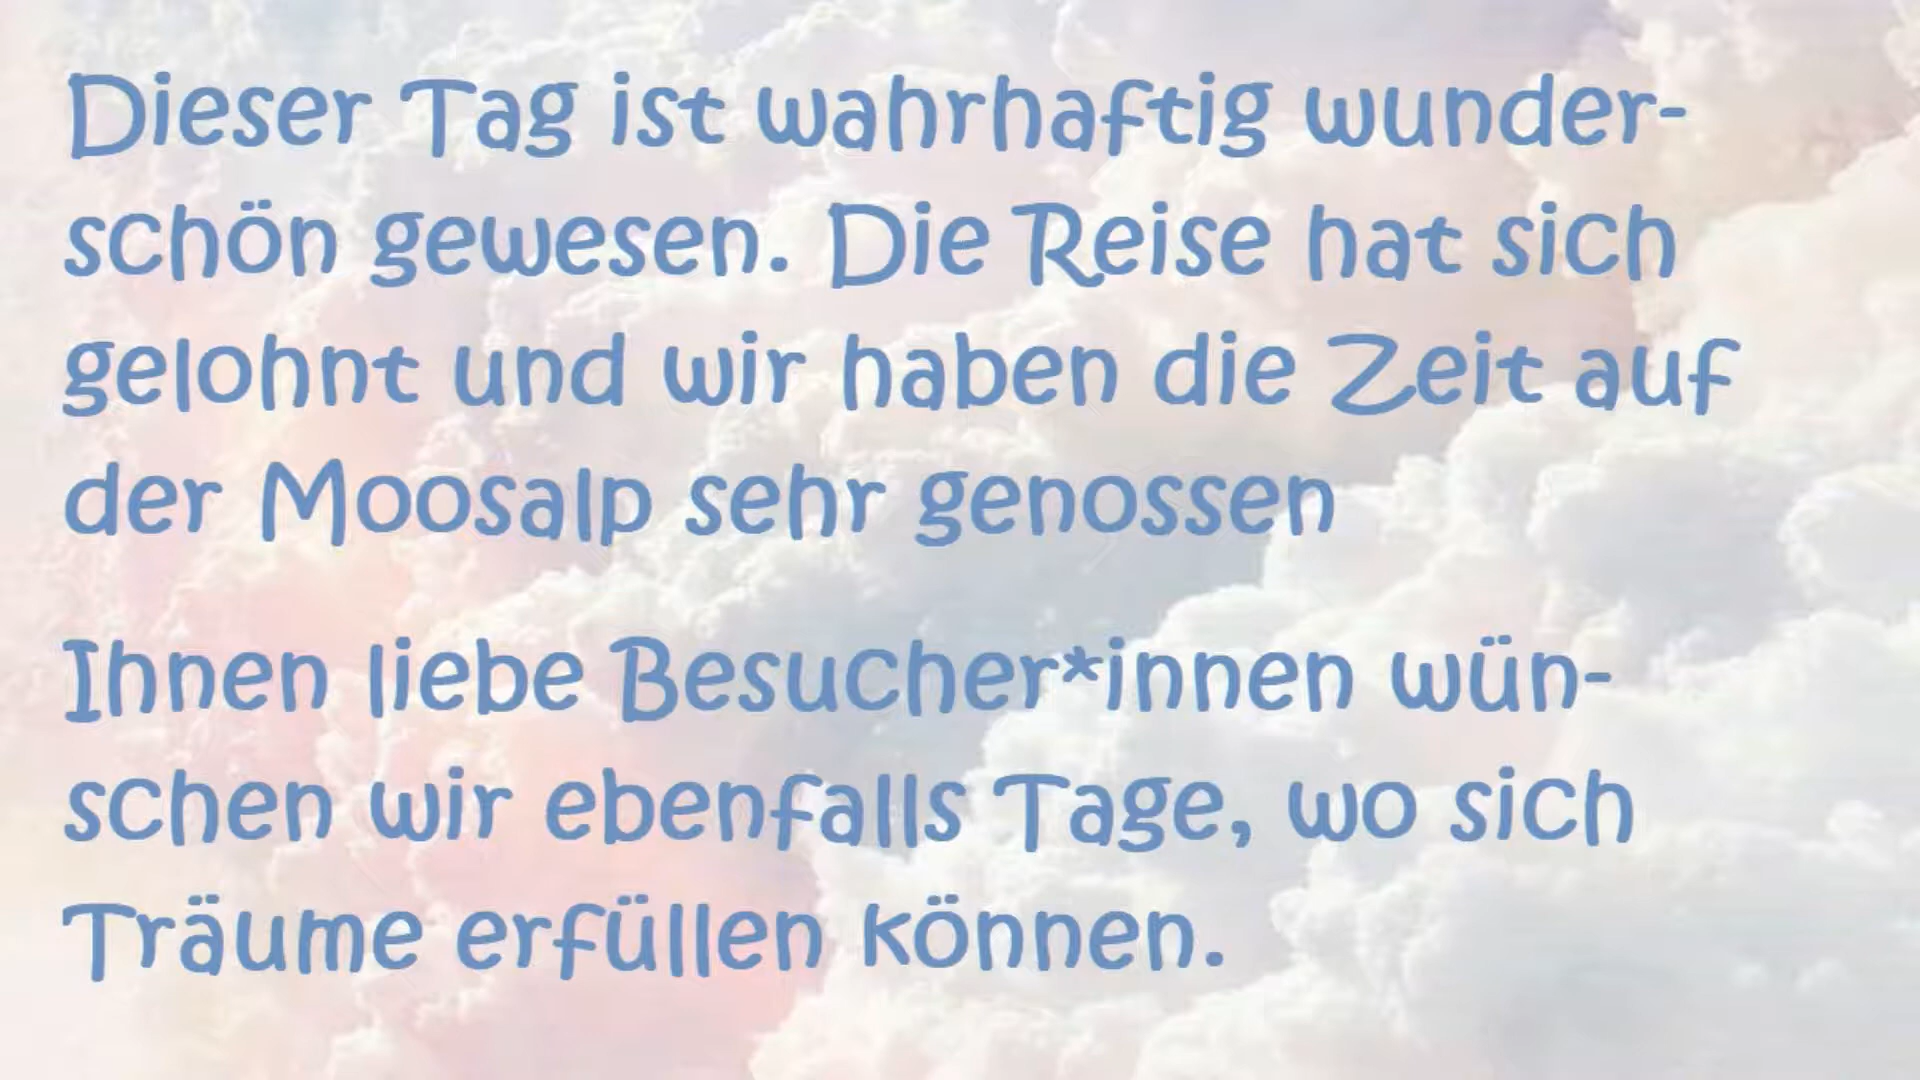 Dieser Tag ist wahrhaftig wunder-
schön gewesen. Die Reise hat sich
gelohnt und wir haben die Zeit auf
der Moosalp sehr genossen
Ihnen liebe Besucher*innen wün-
schen wir ebenfalls Tage, wo sich
Träume erfüllen können.